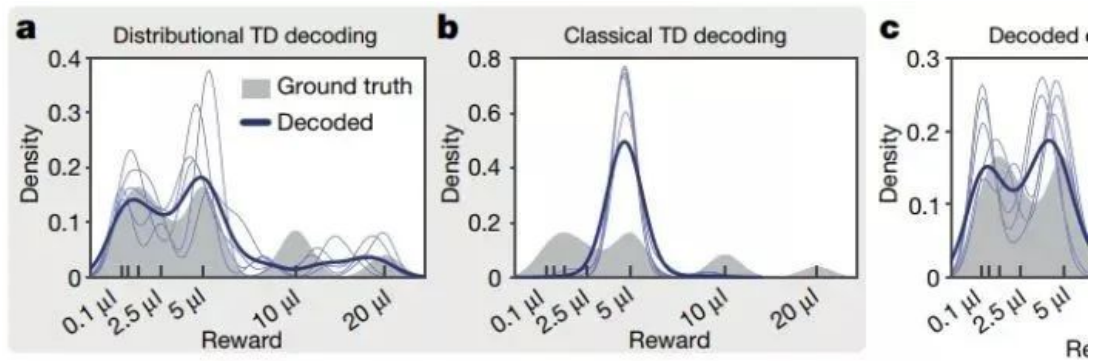 a Distributional TD decoding
0.4
0.3
0.2
0.1
0
Density
Ground truth
Decoded
0.1 µl 2.5 µl 5 µl 10 µl 20 µl
Reward
b Classical TD decoding
0.8
0.6
0.4
0.2
0
Density
0.1 µl 2.5 µl 5 µl 10 µl 20 µl
Reward
c Decoded
0.3
0.2
0.1
0
Density
0.1 µl 2.5 µl 5 µl
Re